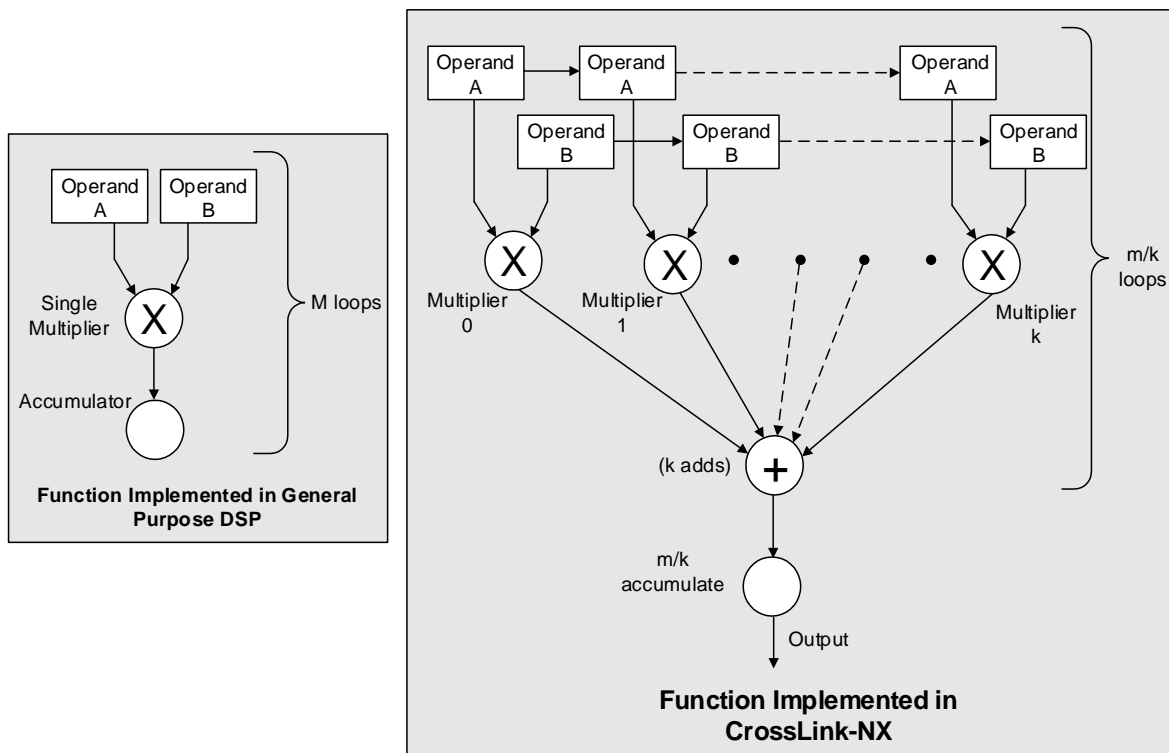 Operand
A
Operand
B
Single
Multiplier
X
M loops
Accumulator
Function Implemented in General
Purpose DSP
Operand
A
Operand
A
Operand
A
Operand
B
Operand
B
Operand
B
X
X
X
Multiplier
0
Multiplier
1
Multiplier
k
m/k
loops
(k adds)
+
m/k
accumulate
Output
Function Implemented in
CrossLink-NX